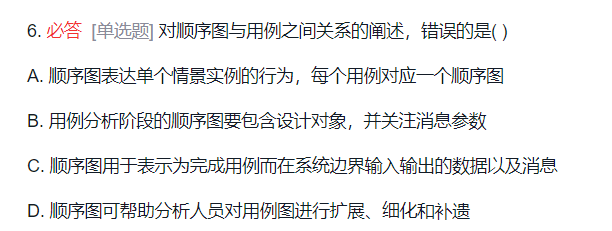 6. 必答 [单选题] 对顺序图与用例之间关系的阐述，错误的是( )
A. 顺序图表达单个情景实例的行为，每个用例对应一个顺序图
B. 用例分析阶段的顺序图要包含设计对象，并关注消息参数
C. 顺序图用于表示为完成用例而在系统边界输入输出的数据以及消息
D. 顺序图可帮助分析人员对用例图进行扩展、细化和补遗